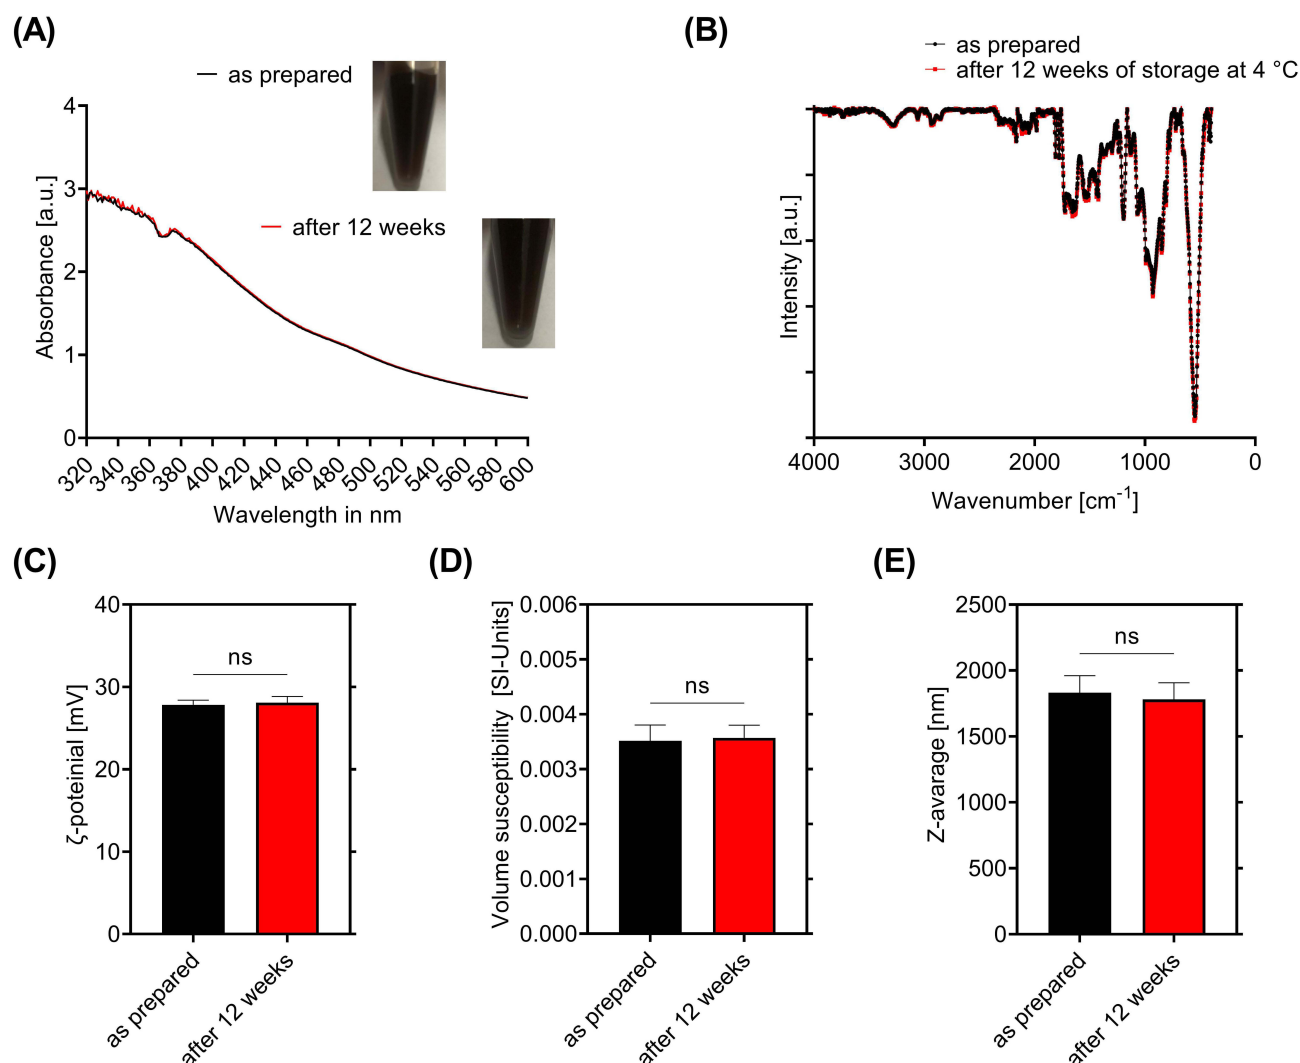 (A)
as prepared
after 12 weeks
4
3
2
1
0
Absorbance [a.u.]
320 340 360 380 400 420 440 460 480 500 520 540 560 580 600
Wavelength in nm
(B)
as prepared
after 12 weeks of storage at 4 °C
Intensity [a.u.]
4000 3000 2000 1000 0
Wavenumber [cm⁻¹]
(C)
40
30
20
10
0
ζ-poteinial [mV]
ns
as prepared
after 12 weeks
(D)
0.006
0.005
0.004
0.003
0.002
0.001
0.000
Volume susceptibility [SI-Units]
ns
as prepared
after 12 weeks
(E)
2500
2000
1500
1000
500
0
Z-avarage [nm]
ns
as prepared
after 12 weeks